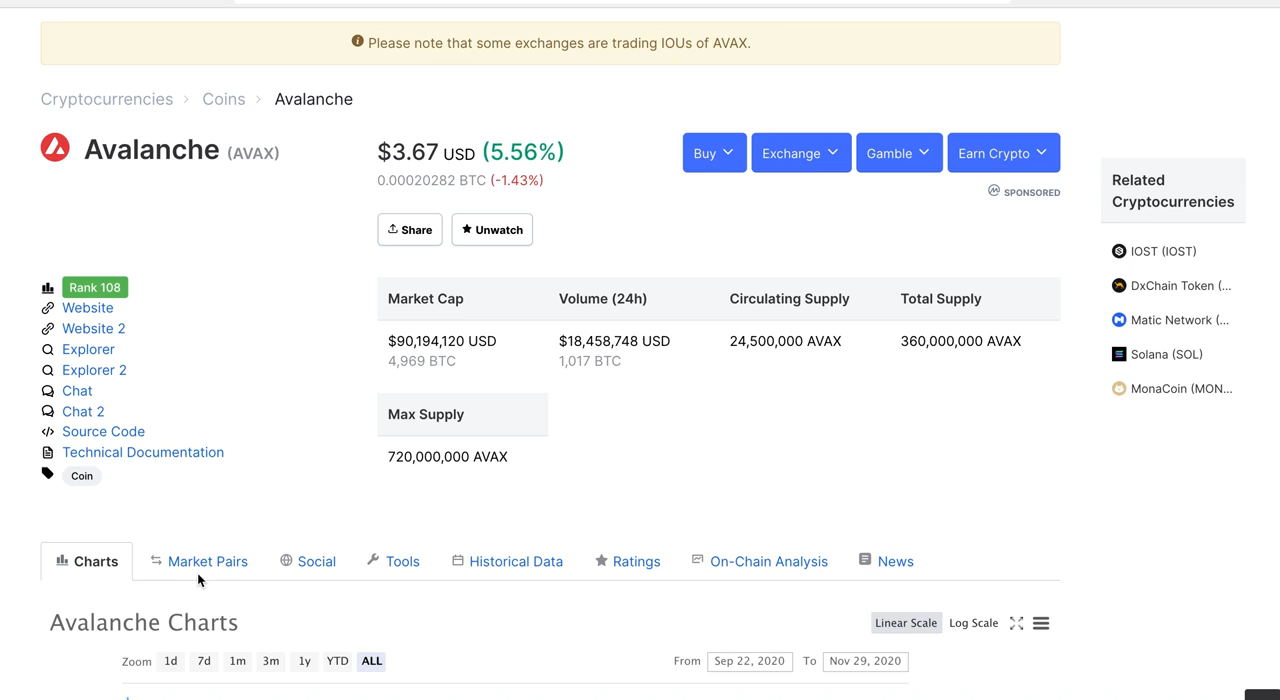 Please note that some exchanges are trading IOUs of AVAX.
Cryptocurrencies > Coins > Avalanche
Avalanche (AVAX)
$3.67 USD (5.56%)
0.00020282 BTC (-1.43%)
Buy Exchange Gamble Earn Crypto
SPONSORED
Share Unwatch
Related
Cryptocurrencies
IOST (IOST)
DxChain Token (...
Matic Network (...
Solana (SOL)
MonaCoin (MON...
Rank 108
Website
Website 2
Explorer
Explorer 2
Chat
Chat 2
Source Code
Technical Documentation
Coin
Market Cap Volume (24h) Circulating Supply Total Supply
$90,194,120 USD $18,458,748 USD 24,500,000 AVAX 360,000,000 AVAX
4,969 BTC 1,017 BTC
Max Supply
720,000,000 AVAX
Charts Market Pairs Social Tools Historical Data Ratings On-Chain Analysis News
Avalanche Charts
Linear Scale Log Scale
Zoom 1d 7d 1m 3m 1y YTD ALL From Sep 22, 2020 To Nov 29, 2020